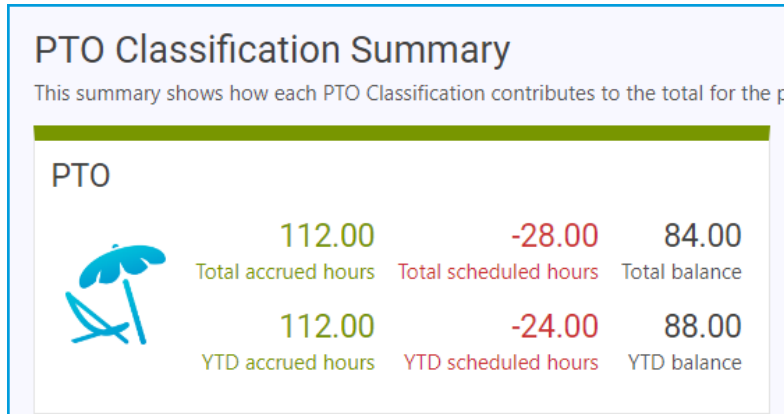 PTO Classification Summary
This summary shows how each PTO Classification contributes to the total for the
PTO
112.00 -28.00 84.00
Total accrued hours Total scheduled hours Total balance
112.00 -24.00 88.00
YTD accrued hours YTD scheduled hours YTD balance